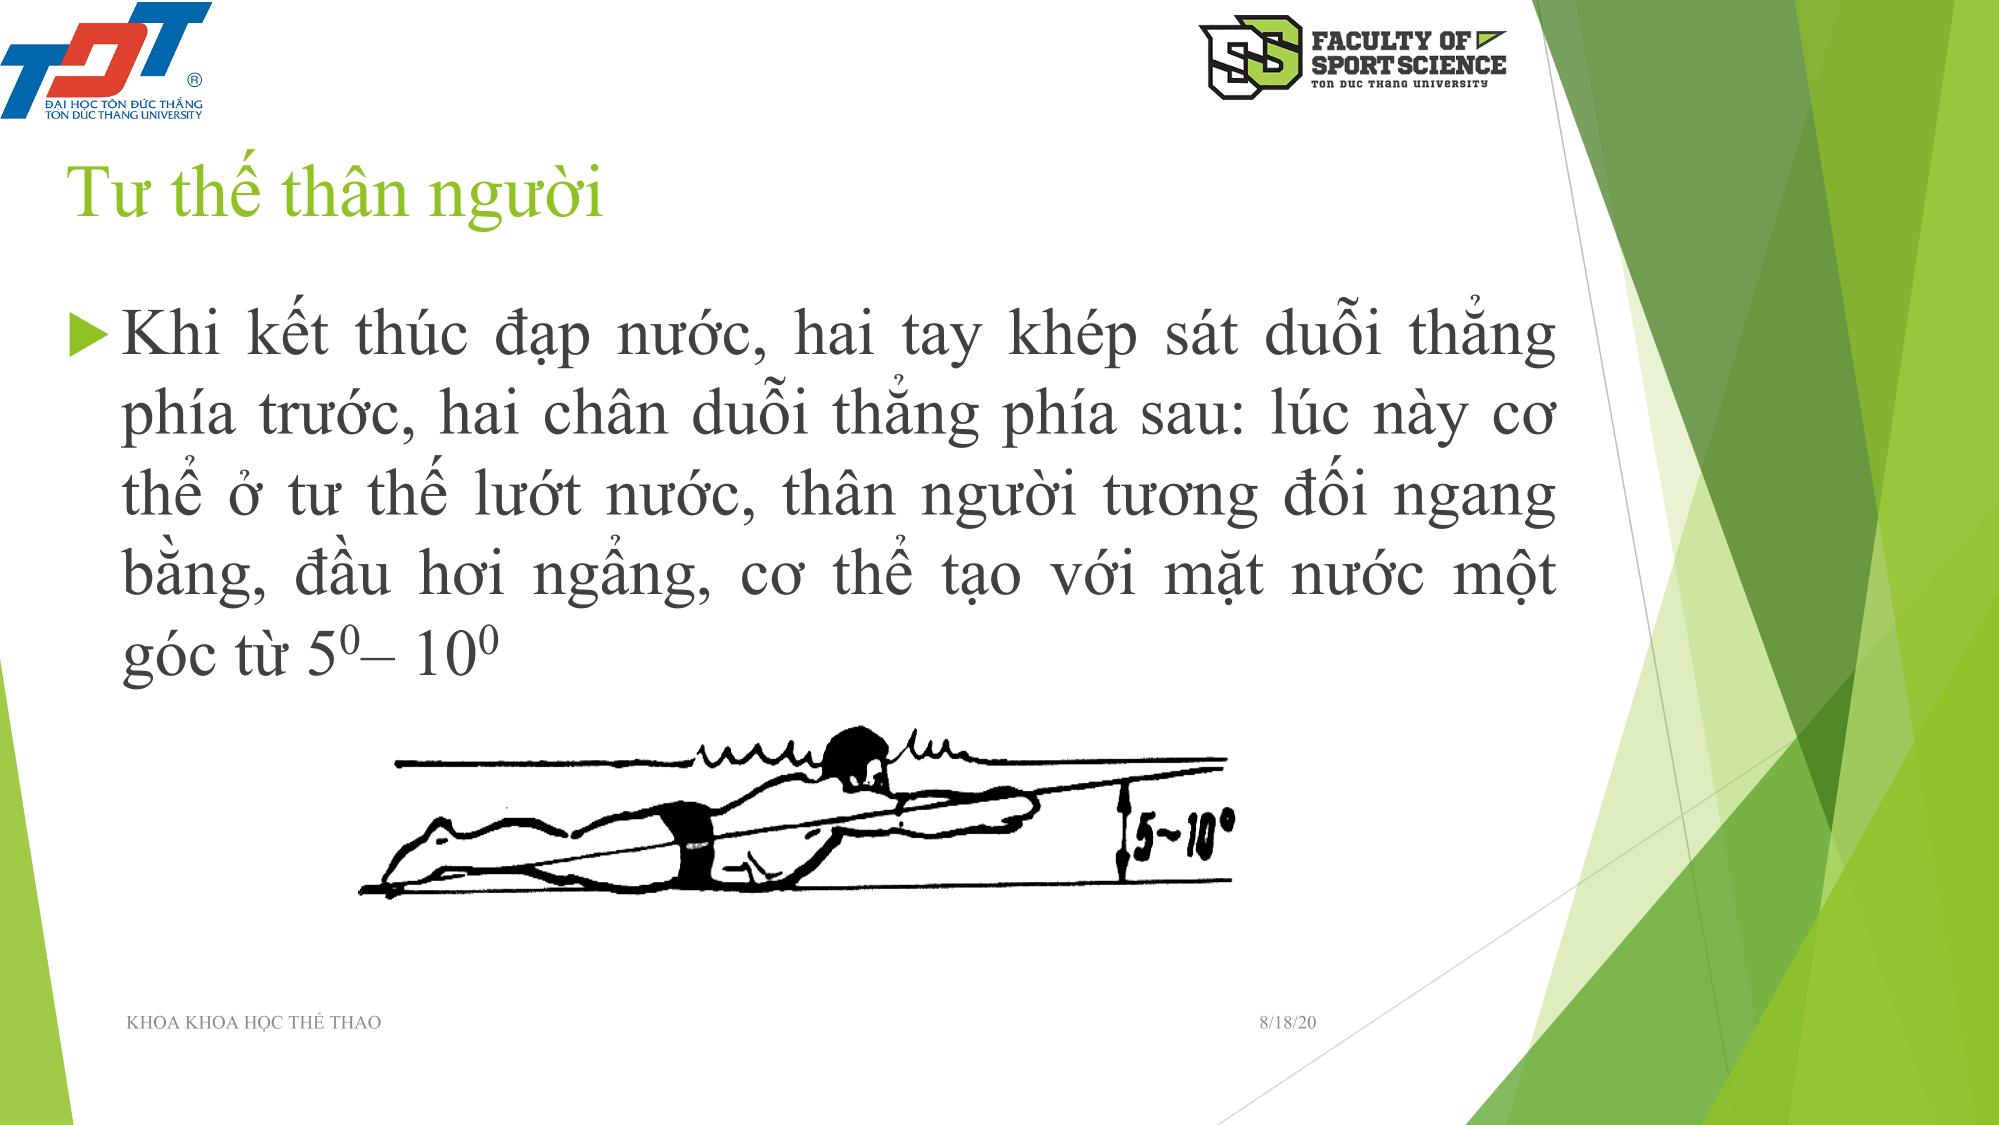 TDT
®
ĐẠI HỌC TÔN ĐỨC THẮNG
TON DUC THANG UNIVERSITY
SS
FACULTY OF
SPORT SCIENCE
TON DUC THANG UNIVERSITY
Tư thế thân người
Khi kết thúc đạp nước, hai tay khép sát duỗi thẳng
phía trước, hai chân duỗi thẳng phía sau: lúc này cơ
thể ở tư thế lướt nước, thân người tương đối ngang
bằng, đầu hơi ngẩng, cơ thể tạo với mặt nước một
góc từ 5⁰– 10⁰
5~10°
KHOA KHOA HỌC THỂ THAO
8/18/20